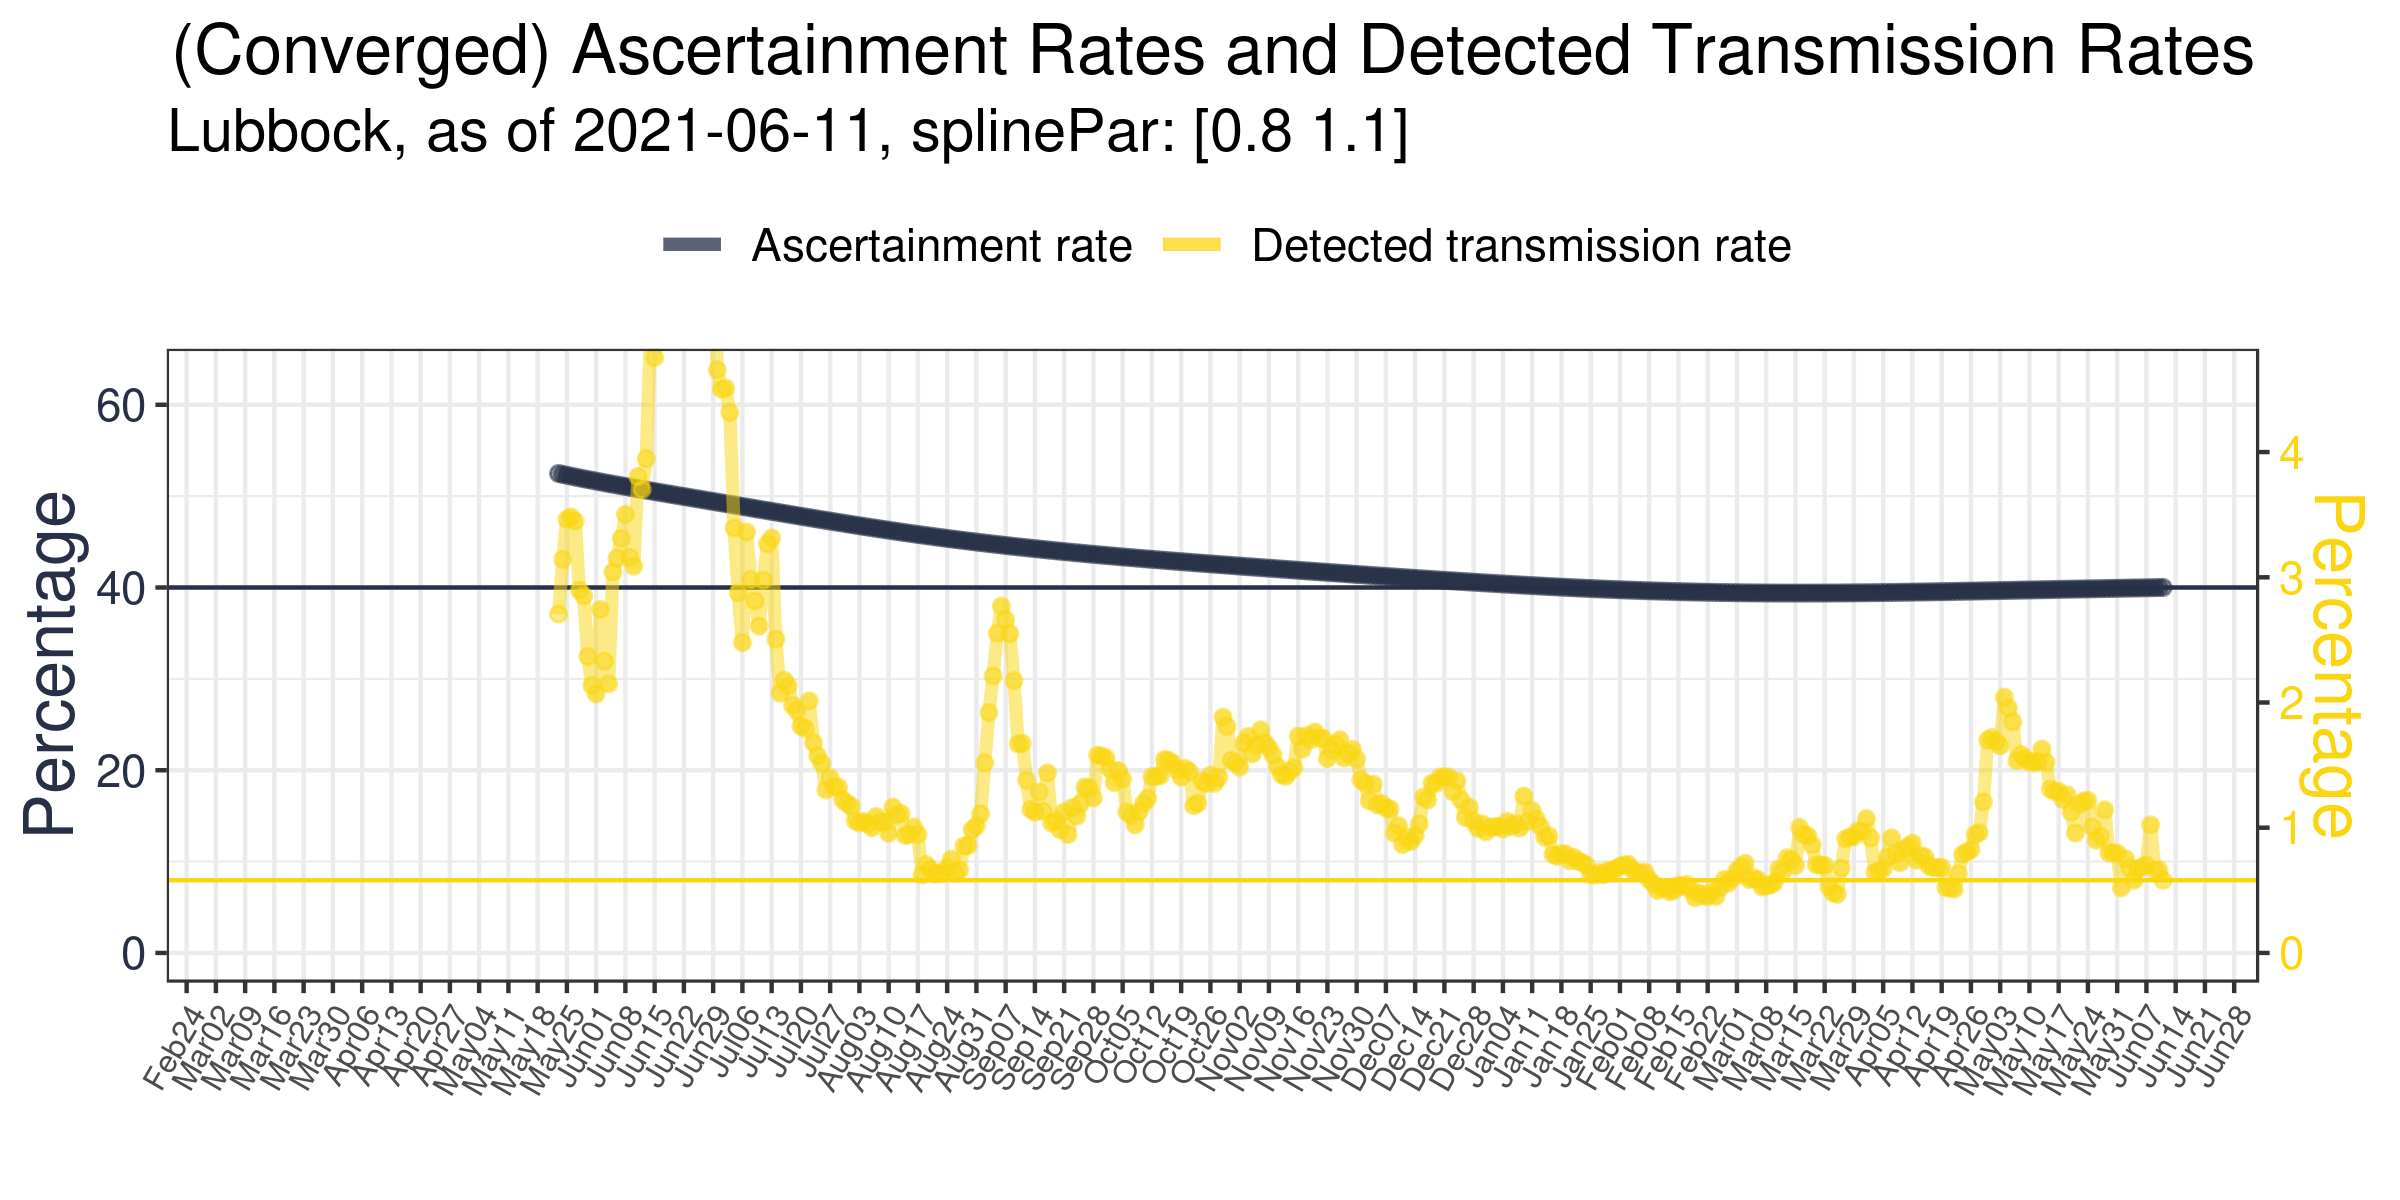 (Converged) Ascertainment Rates and Detected Transmission Rates
Lubbock, as of 2021-06-11, splinePar: [0.8 1.1]
Ascertainment rate
Detected transmission rate
Percentage
60
40
20
0
4
3
2
1
0
Percentage
Feb24
Mar02
Mar09
Mar16
Mar23
Mar30
Apr06
Apr13
Apr20
Apr27
May04
May11
May18
May25
Jun01
Jun08
Jun15
Jun22
Jun29
Jul06
Jul13
Jul20
Jul27
Aug03
Aug10
Aug17
Aug24
Aug31
Sep07
Sep14
Sep21
Sep28
Oct05
Oct12
Oct19
Oct26
Nov02
Nov09
Nov16
Nov23
Nov30
Dec07
Dec14
Dec21
Dec28
Jan04
Jan11
Jan18
Jan25
Feb01
Feb08
Feb15
Feb22
Mar01
Mar08
Mar15
Mar22
Mar29
Apr05
Apr12
Apr19
Apr26
May03
May10
May17
May24
May31
Jun07
Jun14
Jun21
Jun28